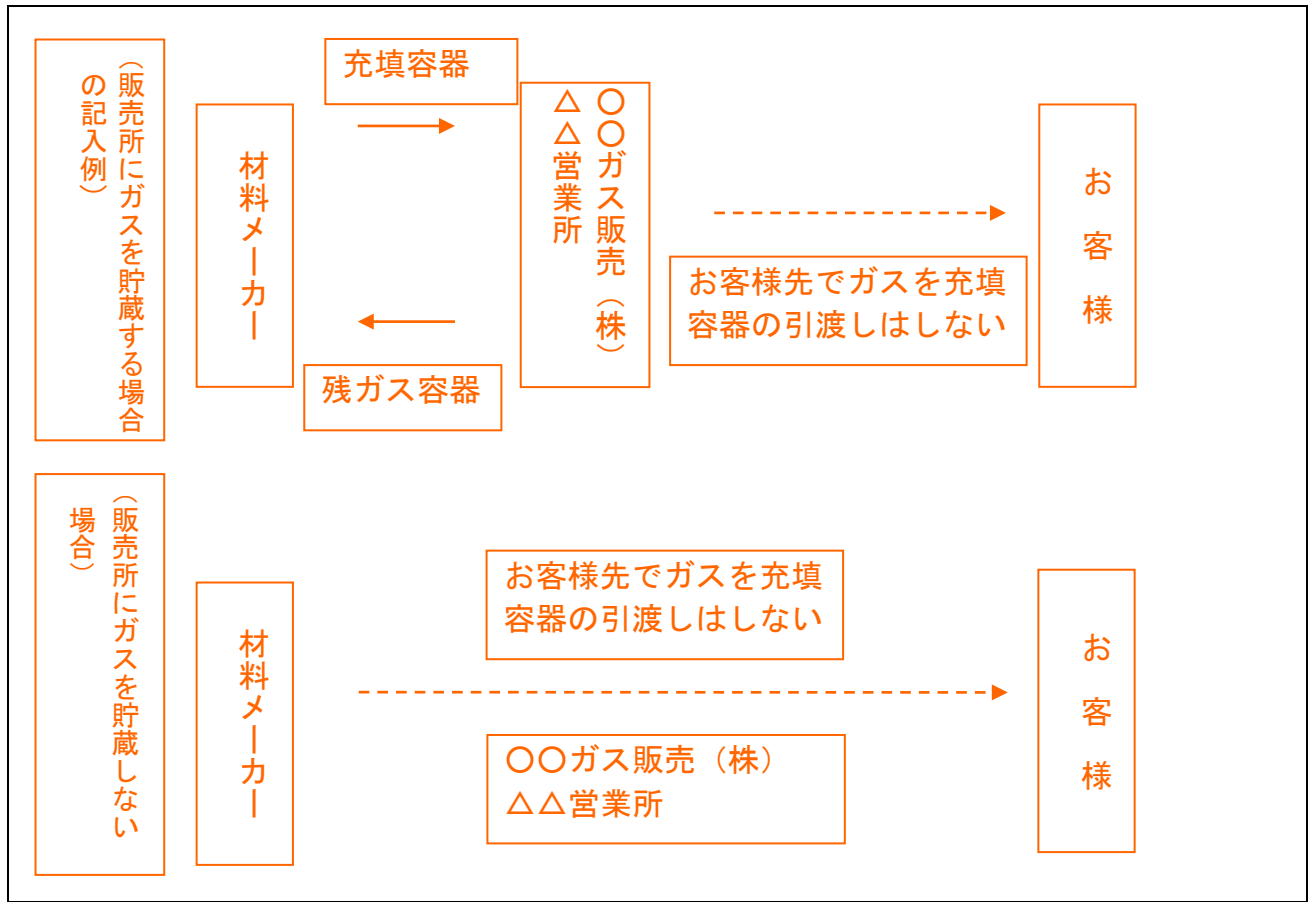 （販売所にガスを貯蔵する場合
の記入例）
材料メーカー
充填容器
残ガス容器
〇〇ガス販売（株）
△△営業所
お客様先でガスを充填
容器の引渡しはしない
お客様
（販売所にガスを貯蔵しない
場合）
材料メーカー
お客様先でガスを充填
容器の引渡しはしない
〇〇ガス販売（株）
△△営業所
お客様